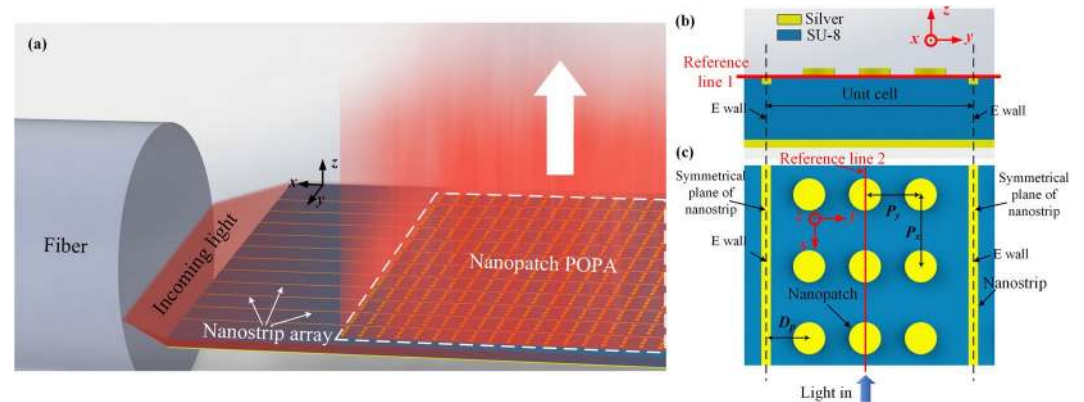 (a)
z
x
y
Fiber
Incoming light
Nanostrip array
Nanopatch POPA
(b)
Silver
SU-8
z
x
y
Reference
line 1
Unit cell
E wall
E wall
(c)
Reference line 2
Symmetrical
plane of
nanostrip
Symmetrical
plane of
nanostrip
z
Py
Px
E wall
E wall
Nanostrip
Nanopatch
Dp
Light in